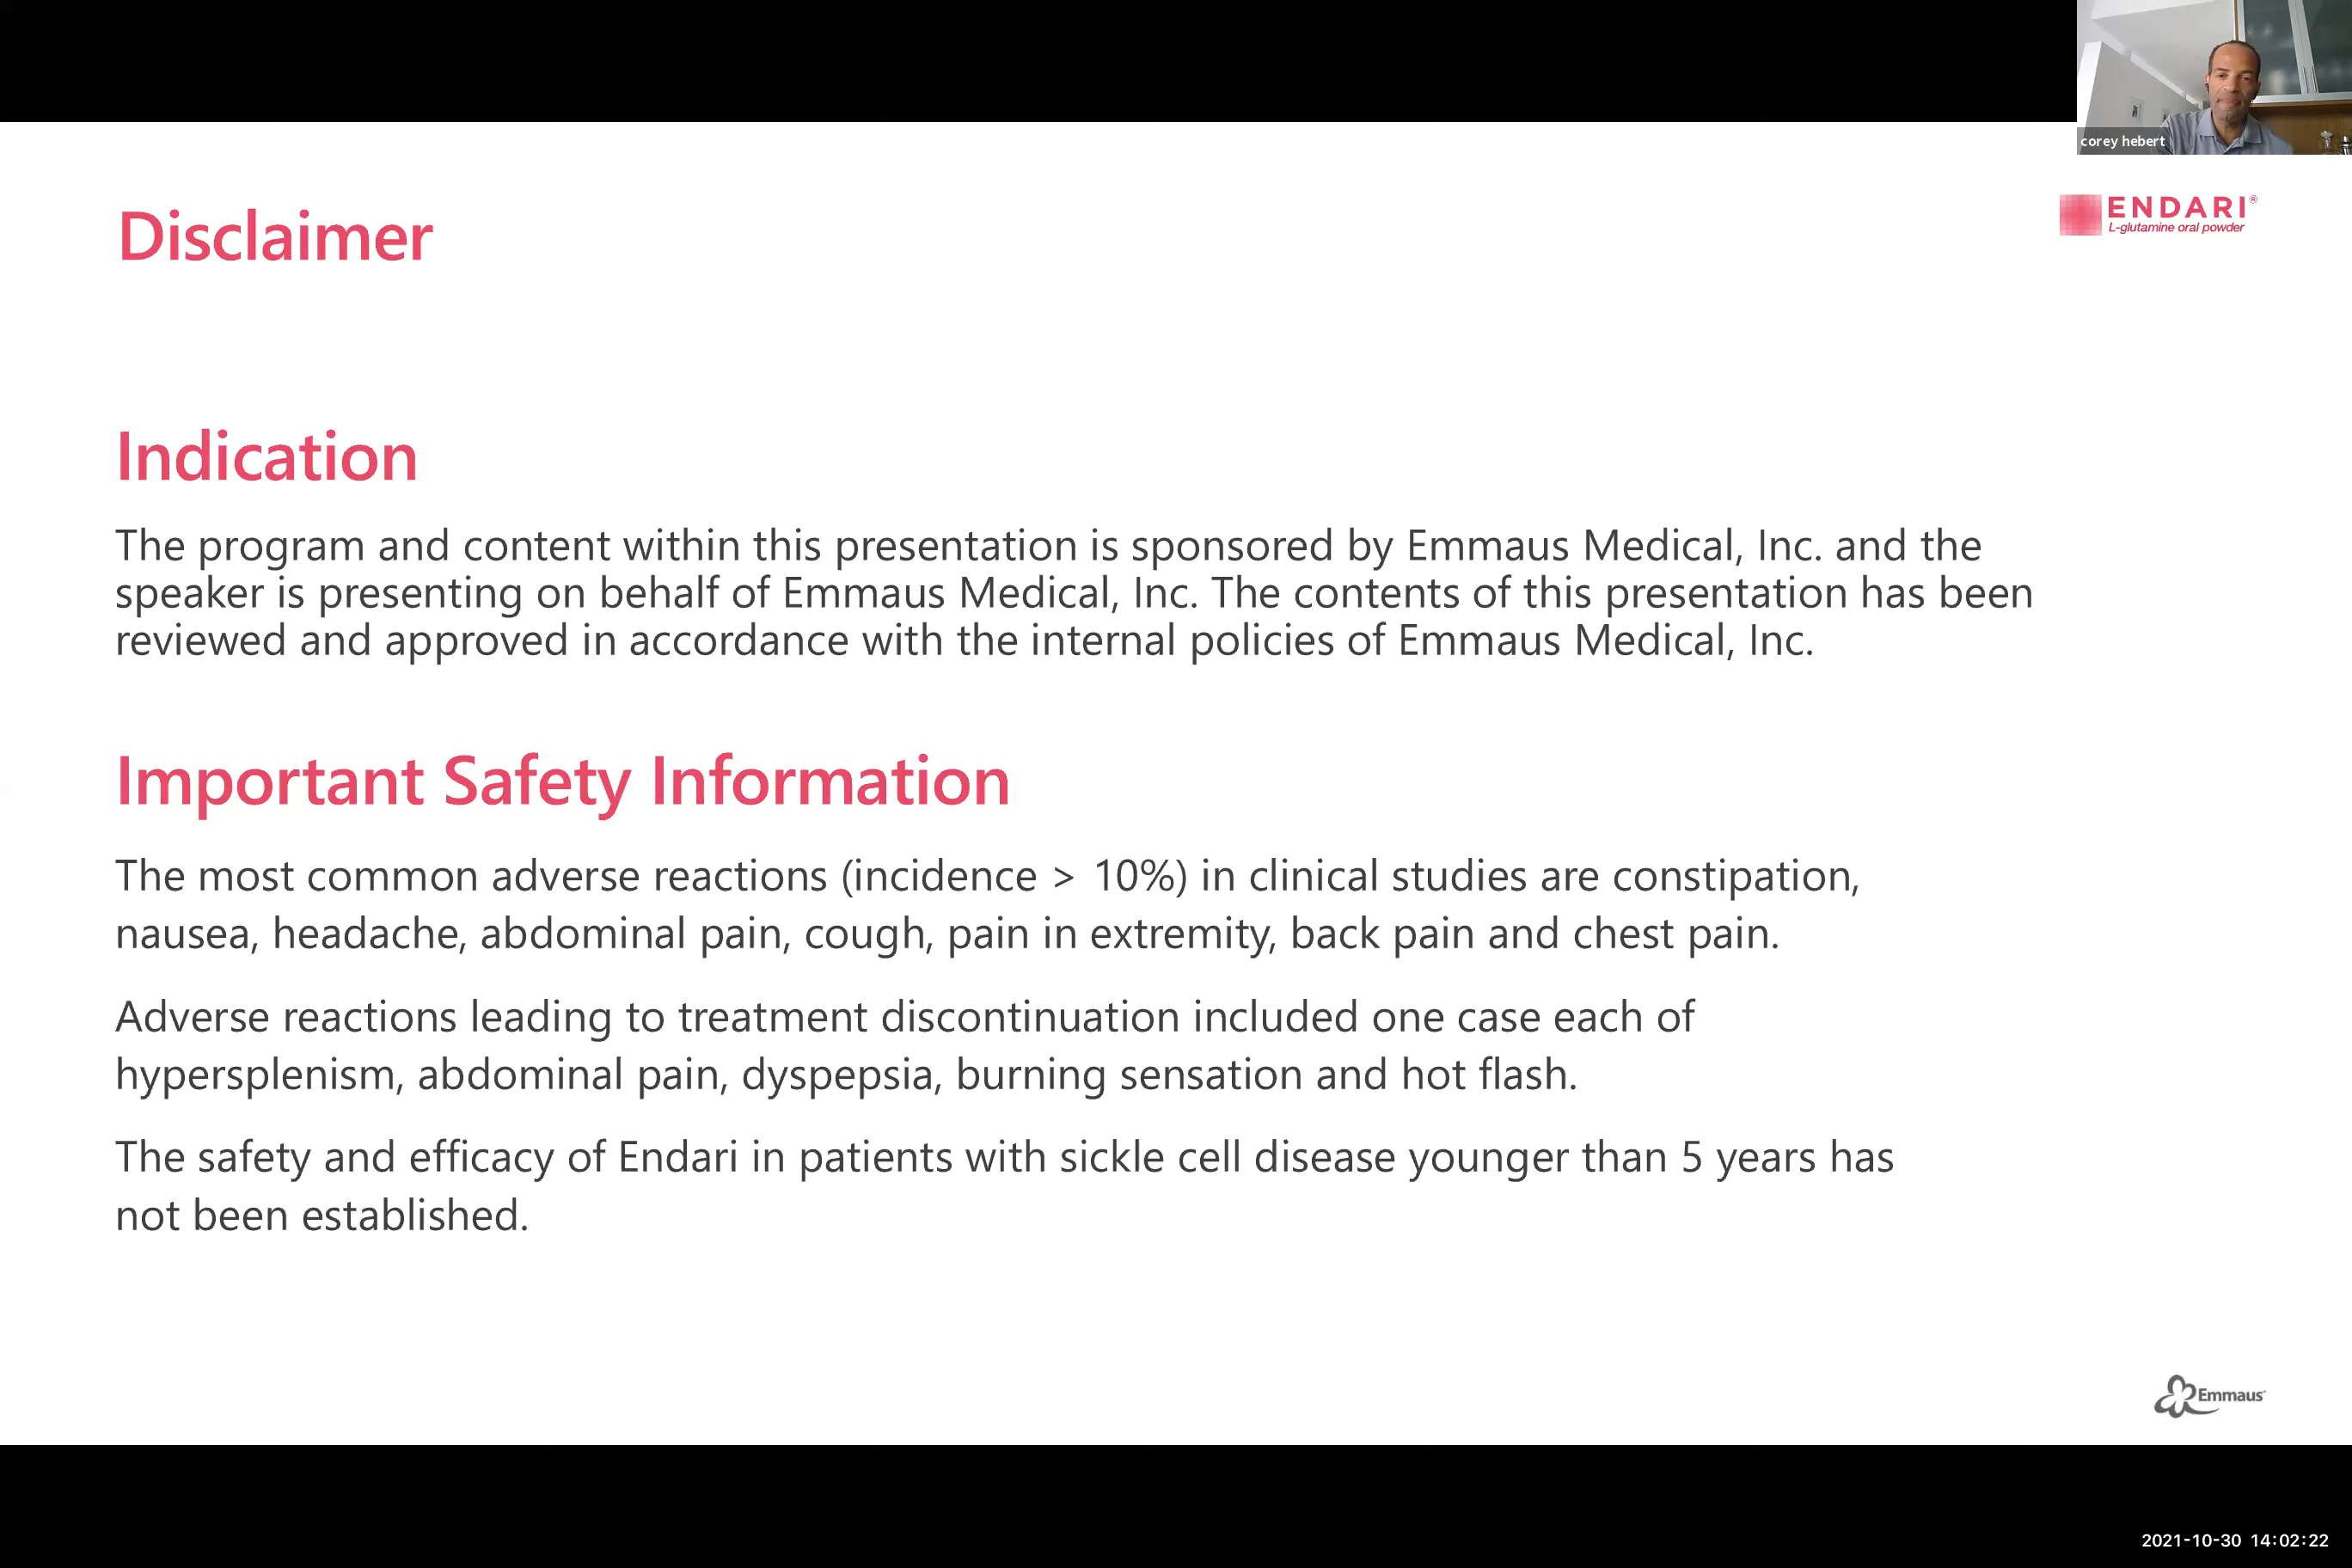 corey hebert
Disclaimer
ENDARI®
L-glutamine oral powder
Indication
The program and content within this presentation is sponsored by Emmaus Medical, Inc. and the
speaker is presenting on behalf of Emmaus Medical, Inc. The contents of this presentation has been
reviewed and approved in accordance with the internal policies of Emmaus Medical, Inc.
Important Safety Information
The most common adverse reactions (incidence > 10%) in clinical studies are constipation,
nausea, headache, abdominal pain, cough, pain in extremity, back pain and chest pain.
Adverse reactions leading to treatment discontinuation included one case each of
hypersplenism, abdominal pain, dyspepsia, burning sensation and hot flash.
The safety and efficacy of Endari in patients with sickle cell disease younger than 5 years has
not been established.
Emmaus
2021-10-30 14:02:22